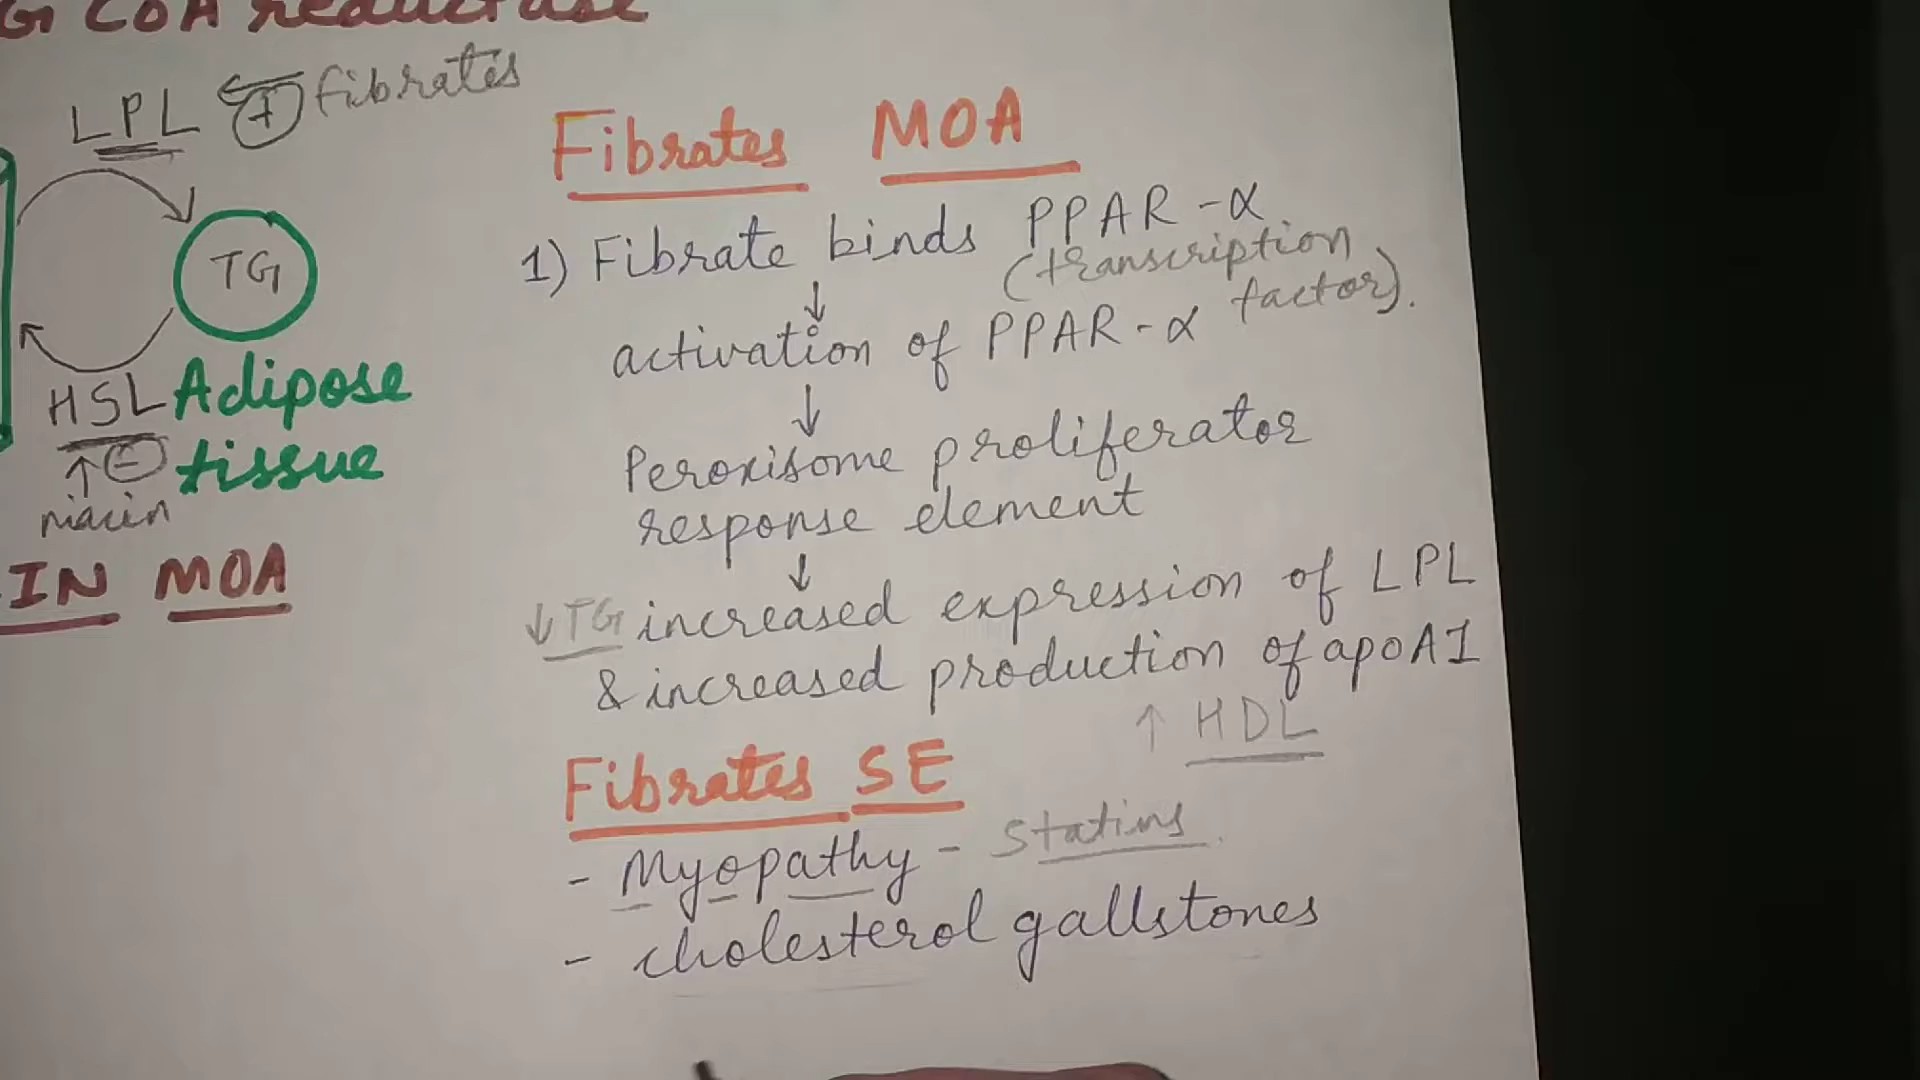 G COA reductase
LPL ← + fibrates
TG
HSL Adipose
↑ - tissue
niacin
IN MOA
Fibrates MOA
1) Fibrate binds PPAR-α
(transcription
factor).
↓
activation of PPAR-α
↓
Peroxisome proliferator
response element
↓
↓TG increased expression of LPL
& increased production of apoA1
↑ HDL
Fibrates SE
- Myopathy - statins.
- cholesterol gallstones